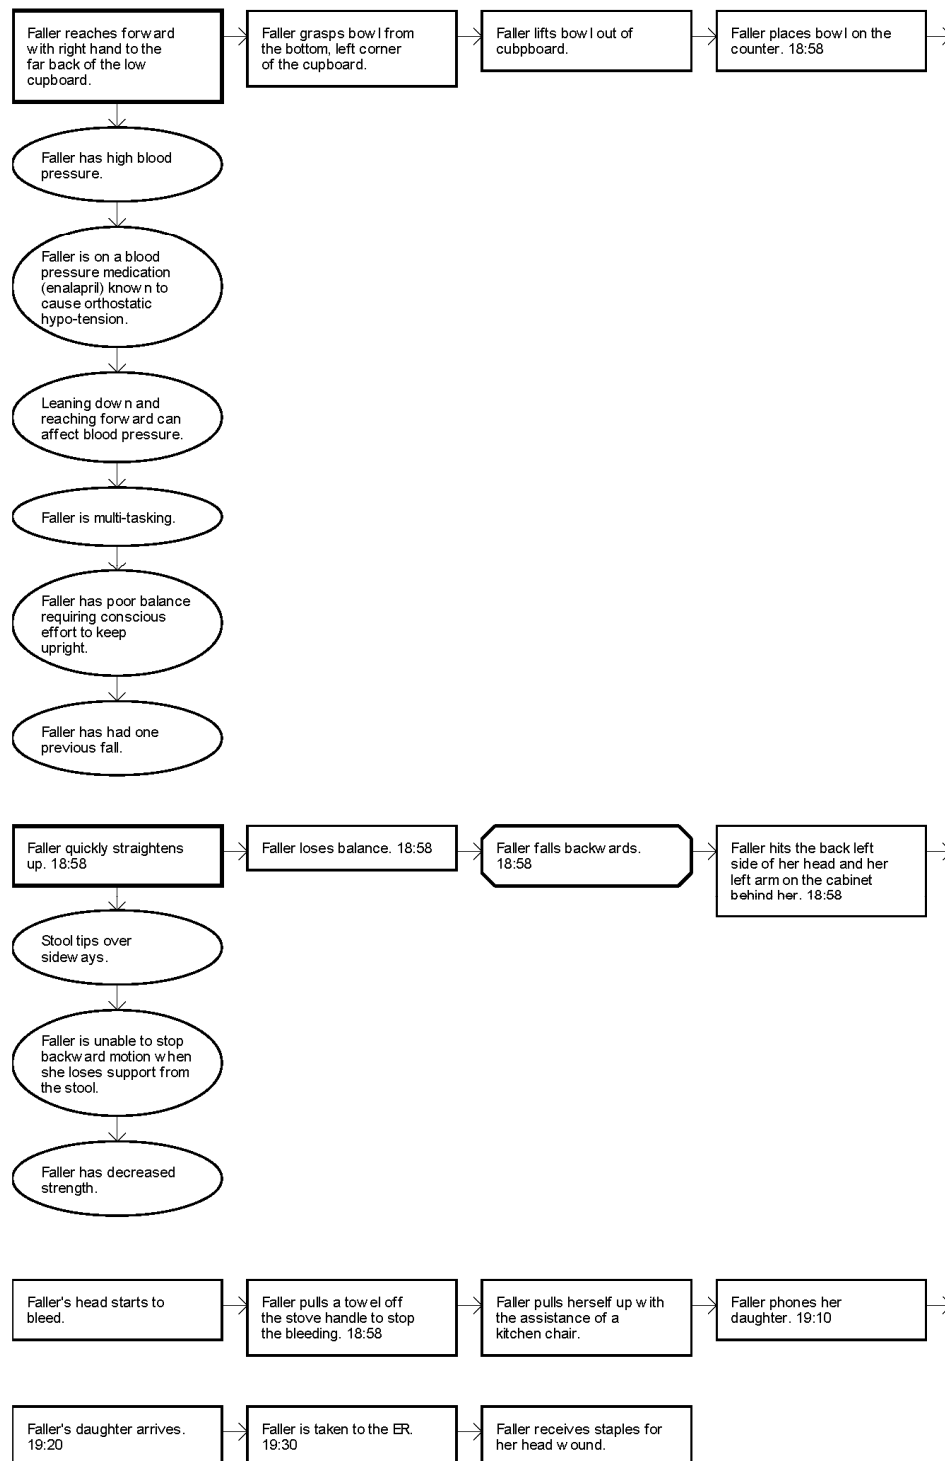 Faller reaches forward
with right hand to the
far back of the low
cupboard.
Faller grasps bowl from
the bottom, left corner
of the cupboard.
Faller lifts bowl out of
cubpboard.
Faller places bowl on the
counter. 18:58
Faller has high blood
pressure.
Faller is on a blood
pressure medication
(enalapril) known to
cause orthostatic
hypo-tension.
Leaning down and
reaching forward can
affect blood pressure.
Faller is multi-tasking.
Faller has poor balance
requiring conscious
effort to keep
upright.
Faller has had one
previous fall.
Faller quickly straightens
up. 18:58
Faller loses balance. 18:58
Faller falls backwards.
18:58
Faller hits the back left
side of her head and her
left arm on the cabinet
behind her. 18:58
Stool tips over
sideways.
Faller is unable to stop
backward motion when
she loses support from
the stool.
Faller has decreased
strength.
Faller's head starts to
bleed.
Faller pulls a towel off
the stove handle to stop
the bleeding. 18:58
Faller pulls herself up with
the assistance of a
kitchen chair.
Faller phones her
daughter. 19:10
Faller's daughter arrives.
19:20
Faller is taken to the ER.
19:30
Faller receives staples for
her head wound.